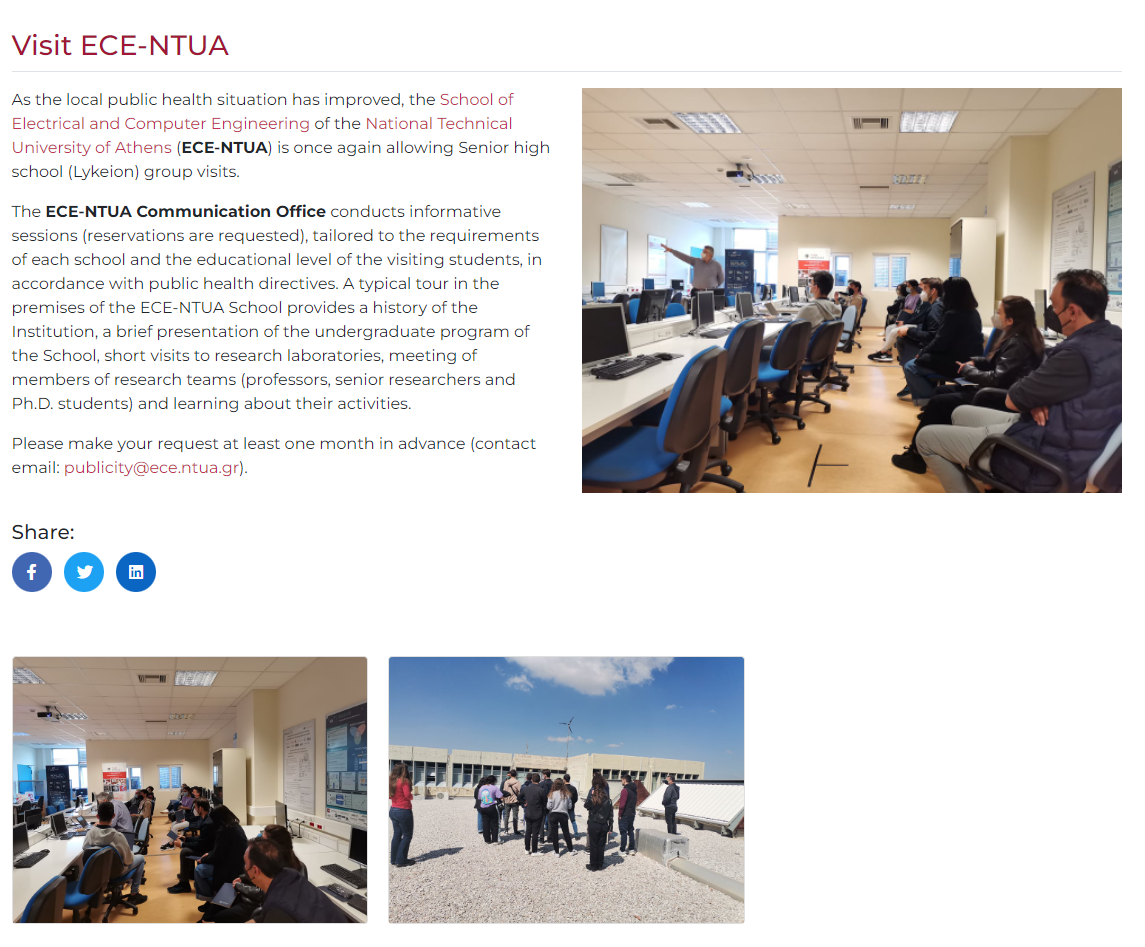 Visit ECE-NTUA
As the local public health situation has improved, the School of
Electrical and Computer Engineering of the National Technical
University of Athens (ECE-NTUA) is once again allowing Senior high
school (Lykeion) group visits.
The ECE-NTUA Communication Office conducts informative
sessions (reservations are requested), tailored to the requirements
of each school and the educational level of the visiting students, in
accordance with public health directives. A typical tour in the
premises of the ECE-NTUA School provides a history of the
Institution, a brief presentation of the undergraduate program of
the School, short visits to research laboratories, meeting of
members of research teams (professors, senior researchers and
Ph.D. students) and learning about their activities.
Please make your request at least one month in advance (contact
email: publicity@ece.ntua.gr).
Share: